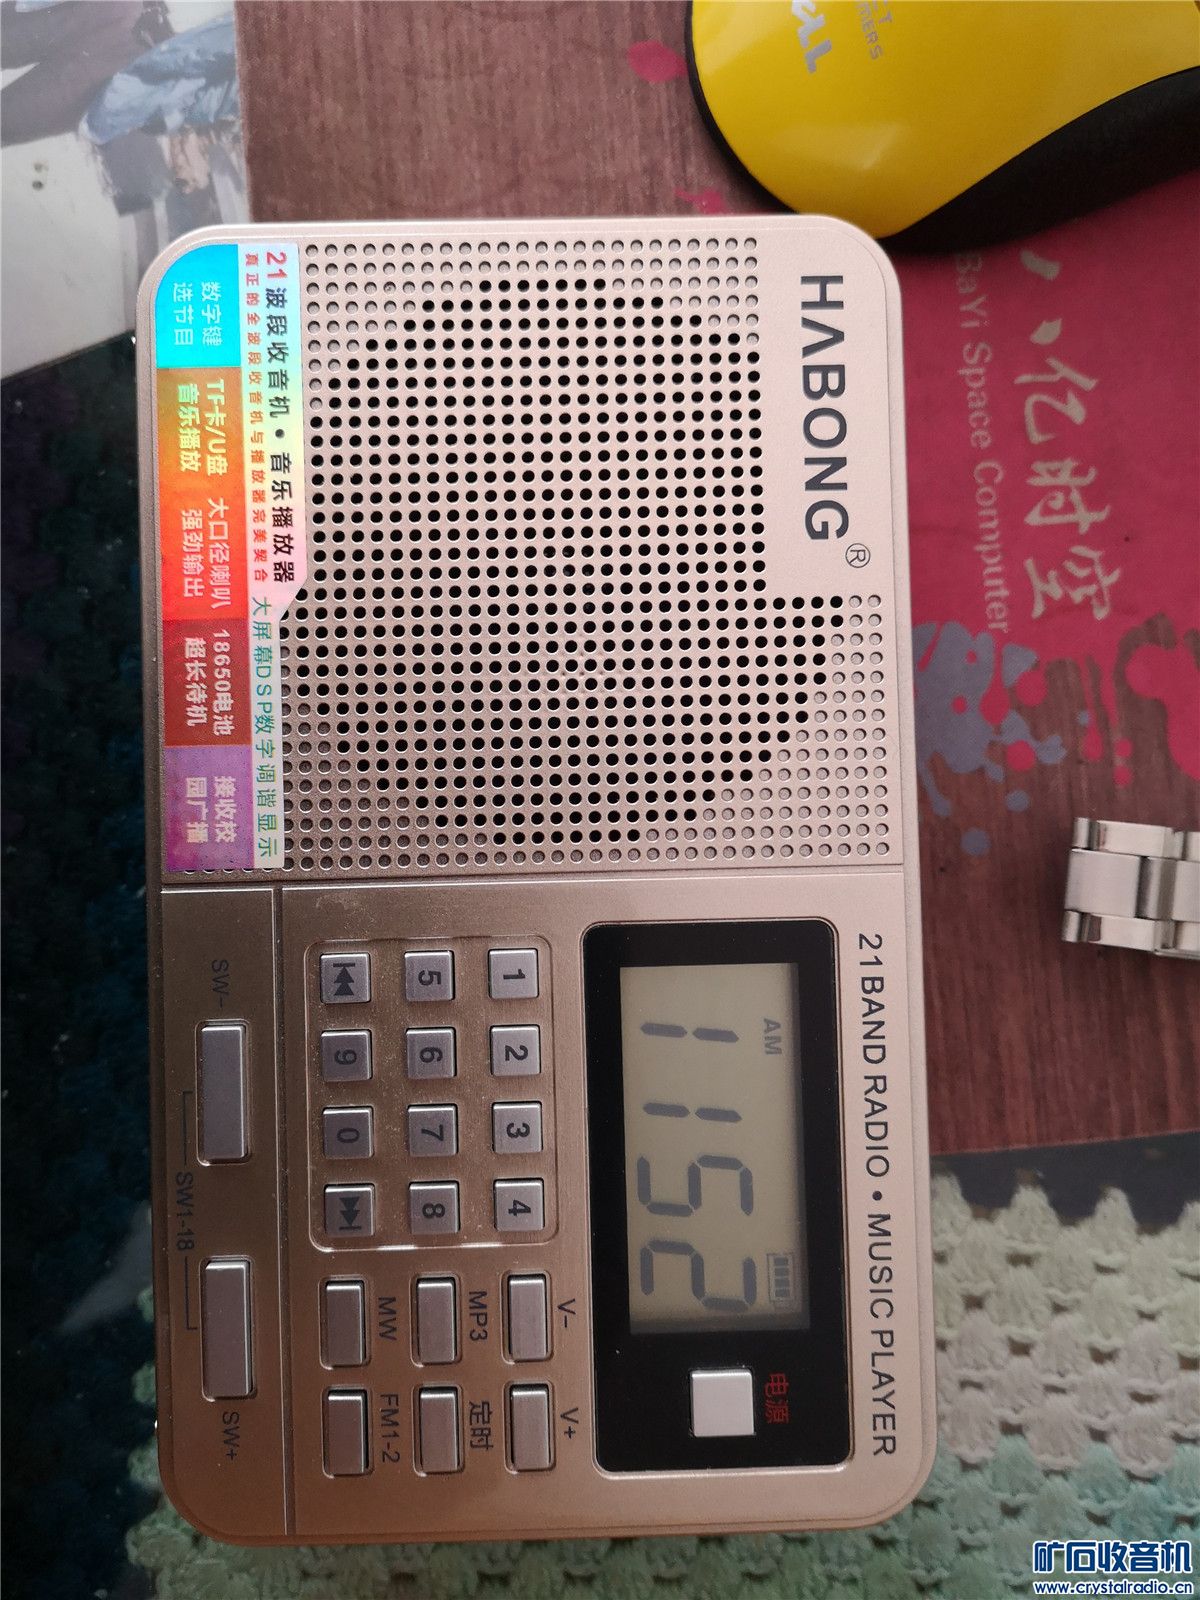 HABONG®
21BAND RADIO • MUSIC PLAYER
21波段收音机•音乐播放器
真正的全波段收音机与播放器完美契合
大屏幕DSP数字调谐显示
数字键
选节目
TF卡/U盘
音乐播放
大口径喇叭
强劲输出
18650电池
超长待机
接收校
园广播
AM
11 52
电源
1 2 3 4
5 6 7 8
9 0
V- V+
MP3 定时
MW FM1-2
SW- SW+
SW1-18
八亿时空
BaYi Space Computer
矿石收音机
www.crystalradio.cn